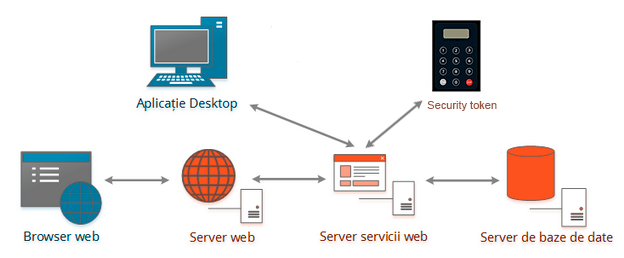 Aplicație Desktop
Security token
Browser web
Server web
Server servicii web
Server de baze de date